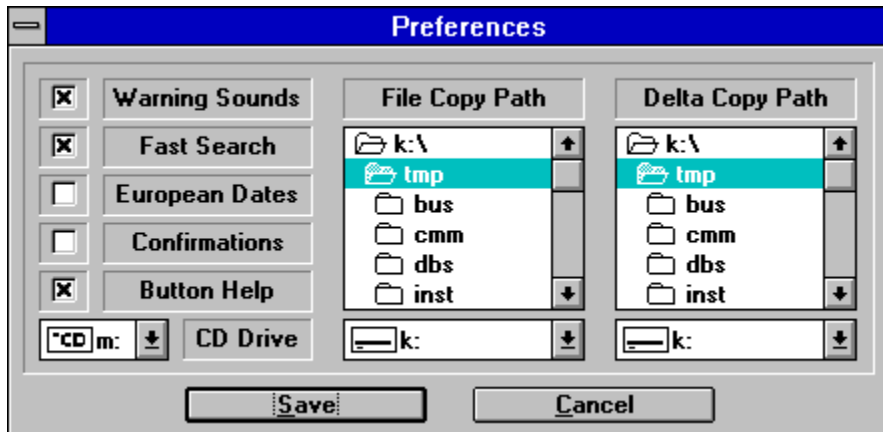 Preferences
Warning Sounds
Fast Search
European Dates
Confirmations
Button Help
CD m: CD Drive
File Copy Path
k:\
tmp
bus
cmm
dbs
inst
k:
Delta Copy Path
k:\
tmp
bus
cmm
dbs
inst
k:
Save
Cancel